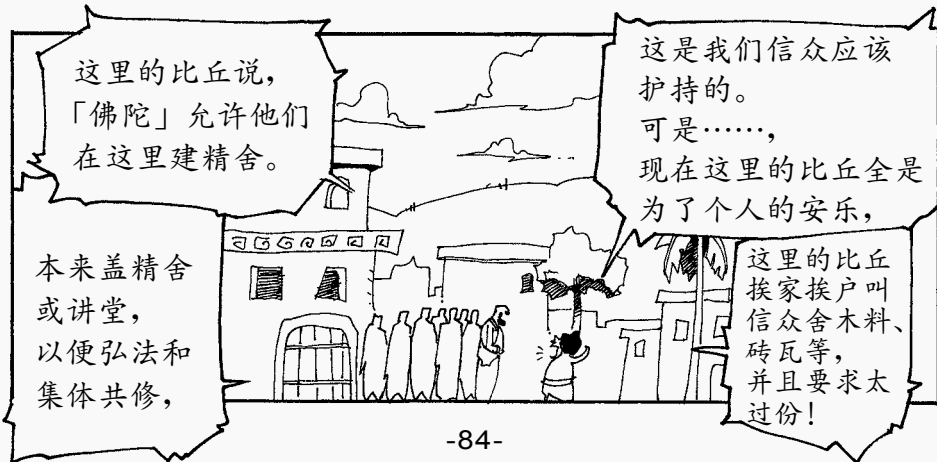 这里的比丘说，
「佛陀」允许他们
在这里建精舍。
本来盖精舍
或讲堂，
以便弘法和
集体共修，
这是我们信众应该
护持的。
可是……，
现在这里的比丘全是
为了个人的安乐，
这里的比丘
挨家挨户叫
信众舍木料、
砖瓦等，
并且要求太
过份！
-84-